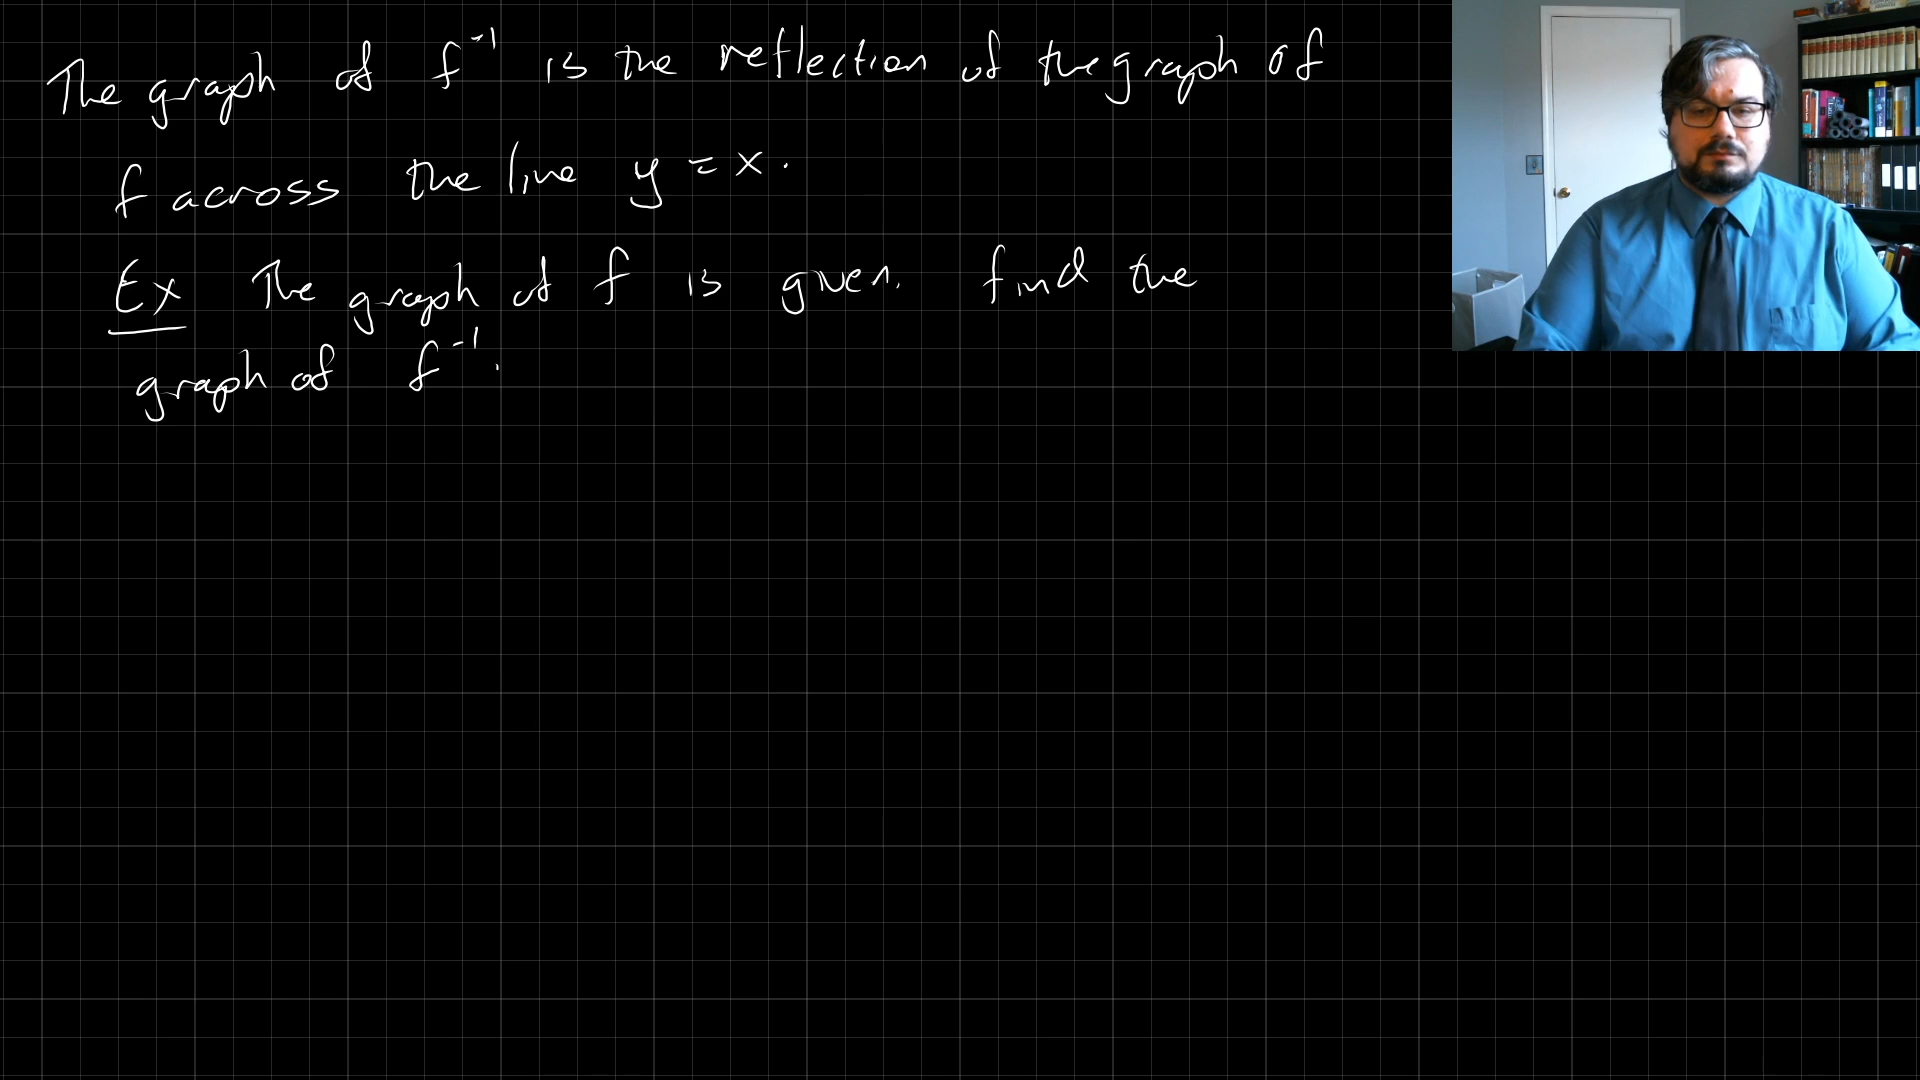 The graph of f⁻¹ is the reflection of the graph of
f across the line y = x.
Ex The graph of f is given. find the
graph of f⁻¹.